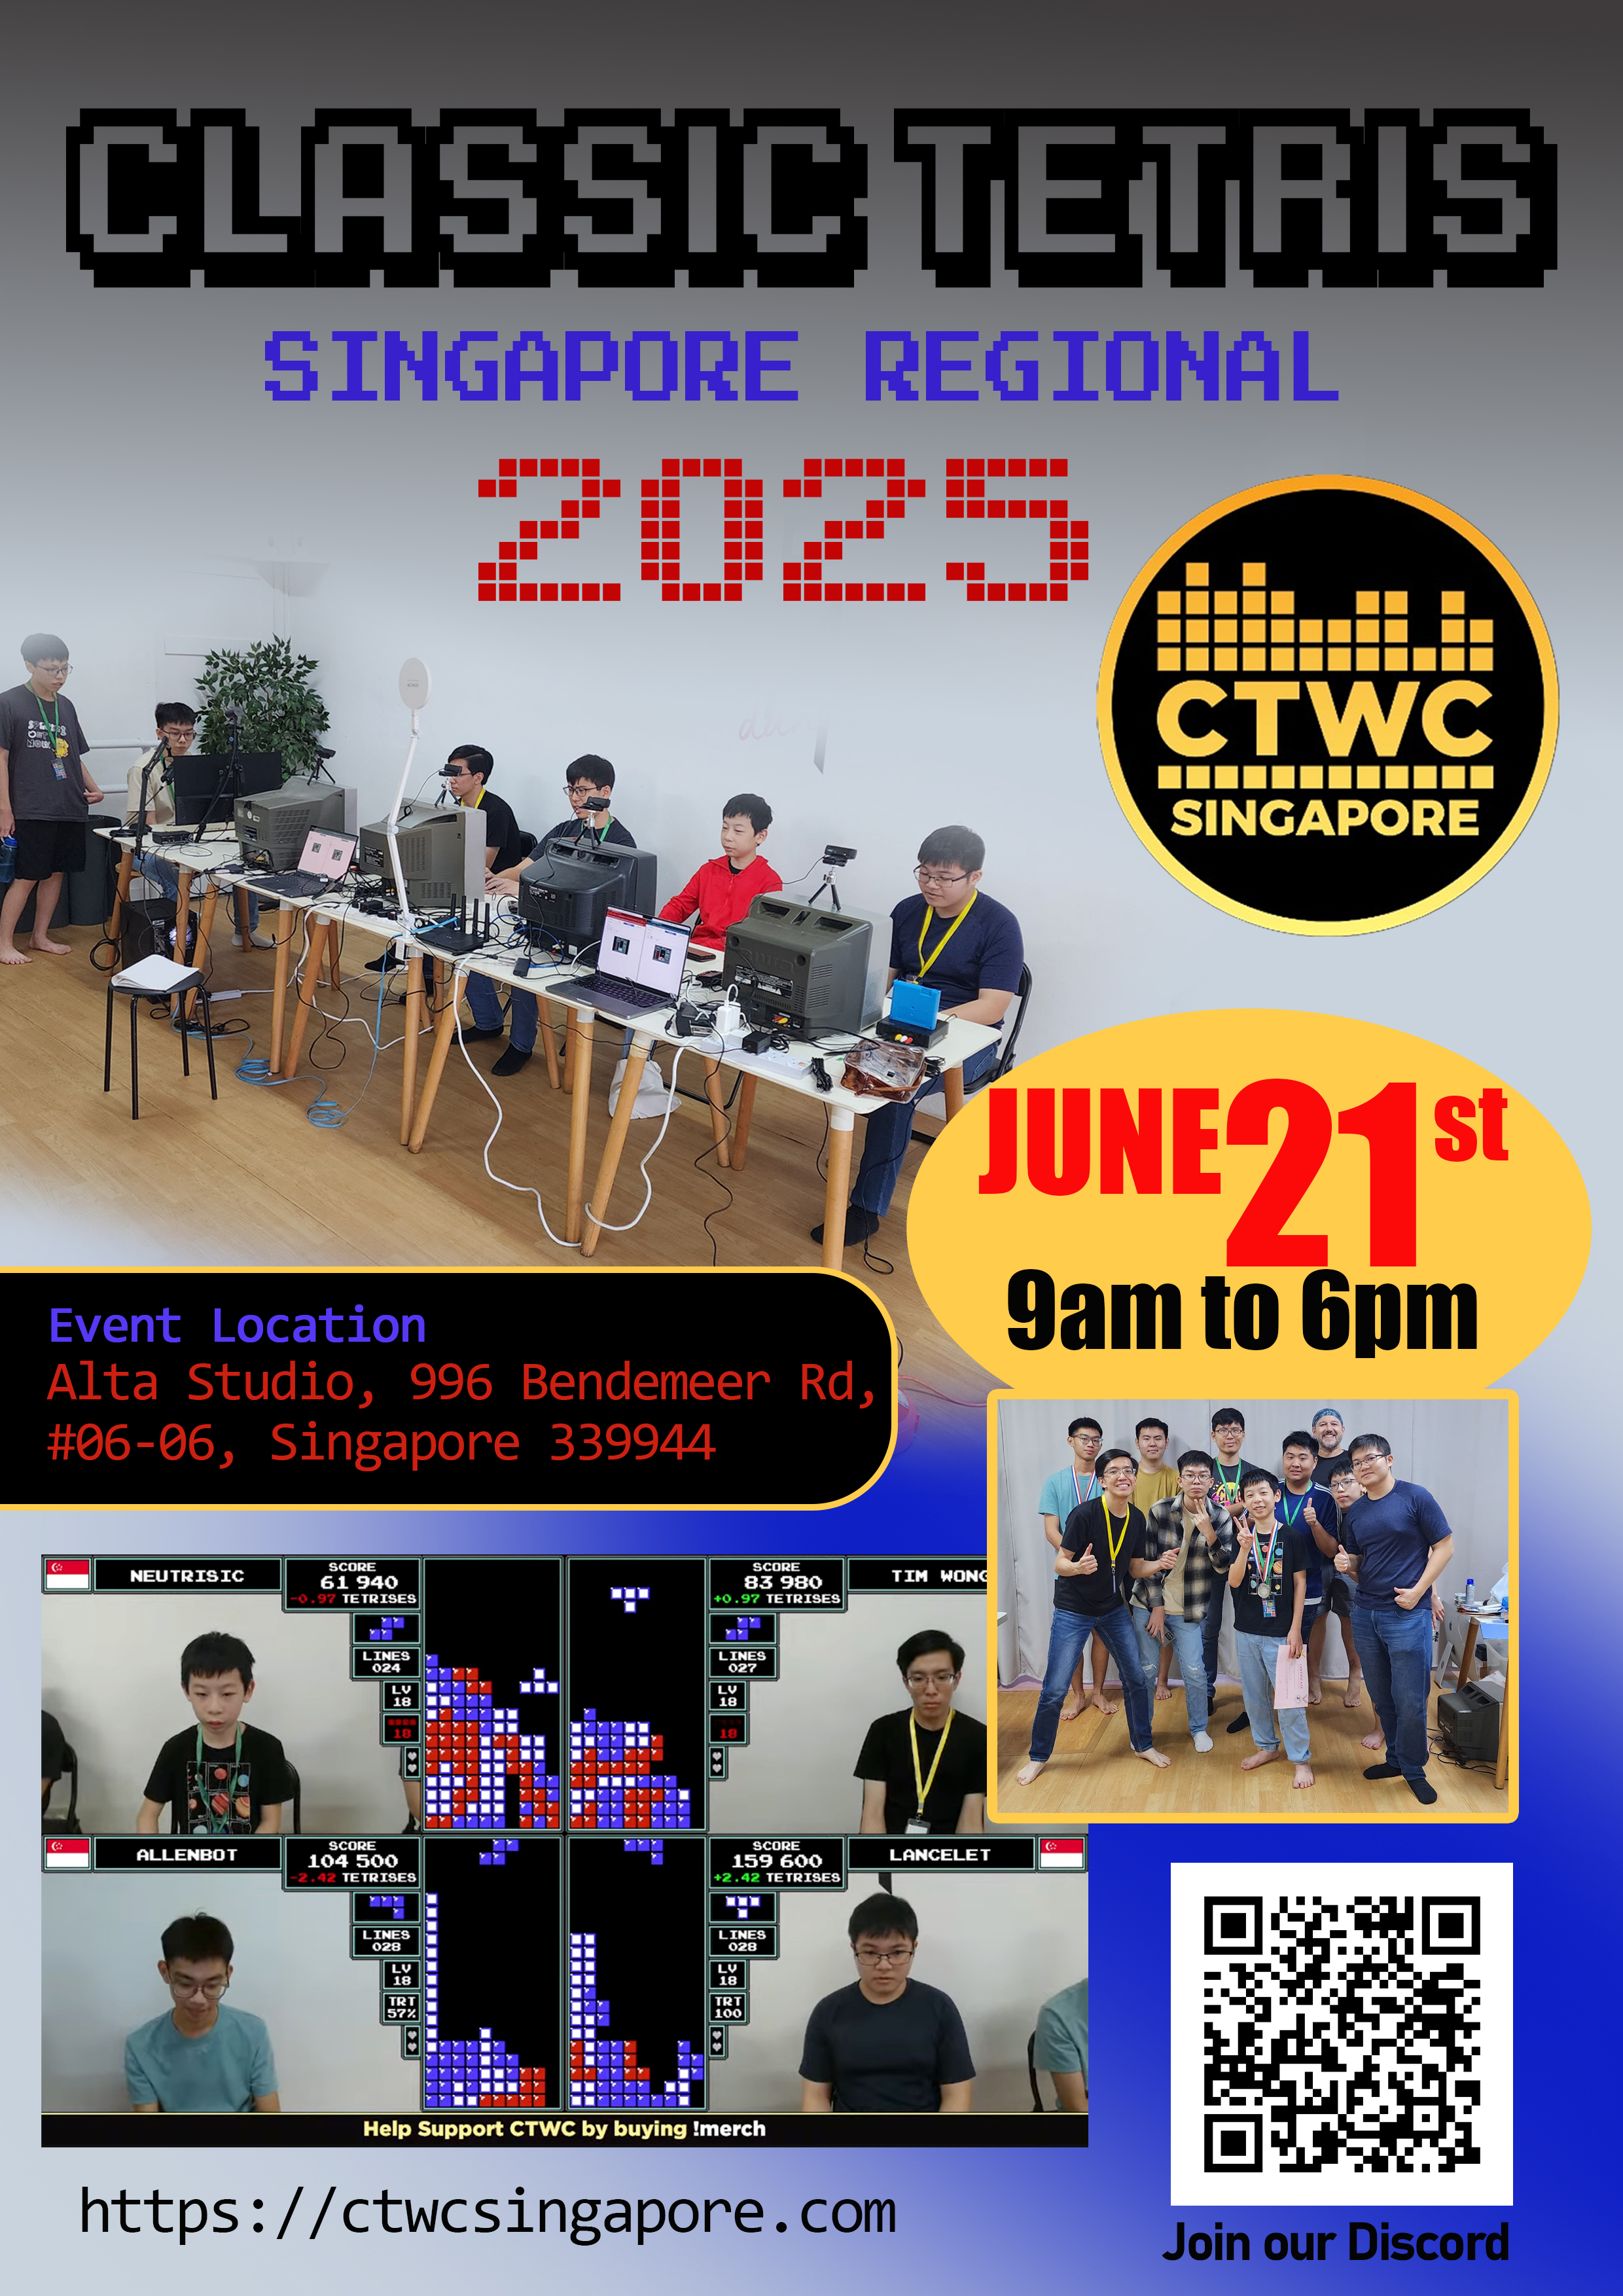 CLASSIC TETRIS
SINGAPORE REGIONAL
2025
CTWC
SINGAPORE
JUNE 21st
9am to 6pm
Event Location
Alta Studio, 996 Bendemeer Rd,
#06-06, Singapore 339944
NEUTRISIC
SCORE
61 940
-0.97 TETRISES
LINES
024
LV
18
18
SCORE
83 980
+0.97 TETRISES
TIM WONG
LINES
027
LV
18
18
ALLENBOT
SCORE
104 500
-2.42 TETRISES
LINES
028
LV
18
TRT
57%
SCORE
159 600
+2.42 TETRISES
LANCELET
LINES
028
LV
18
TRT
100
Help Support CTWC by buying !merch
https://ctwcsingapore.com
Join our Discord